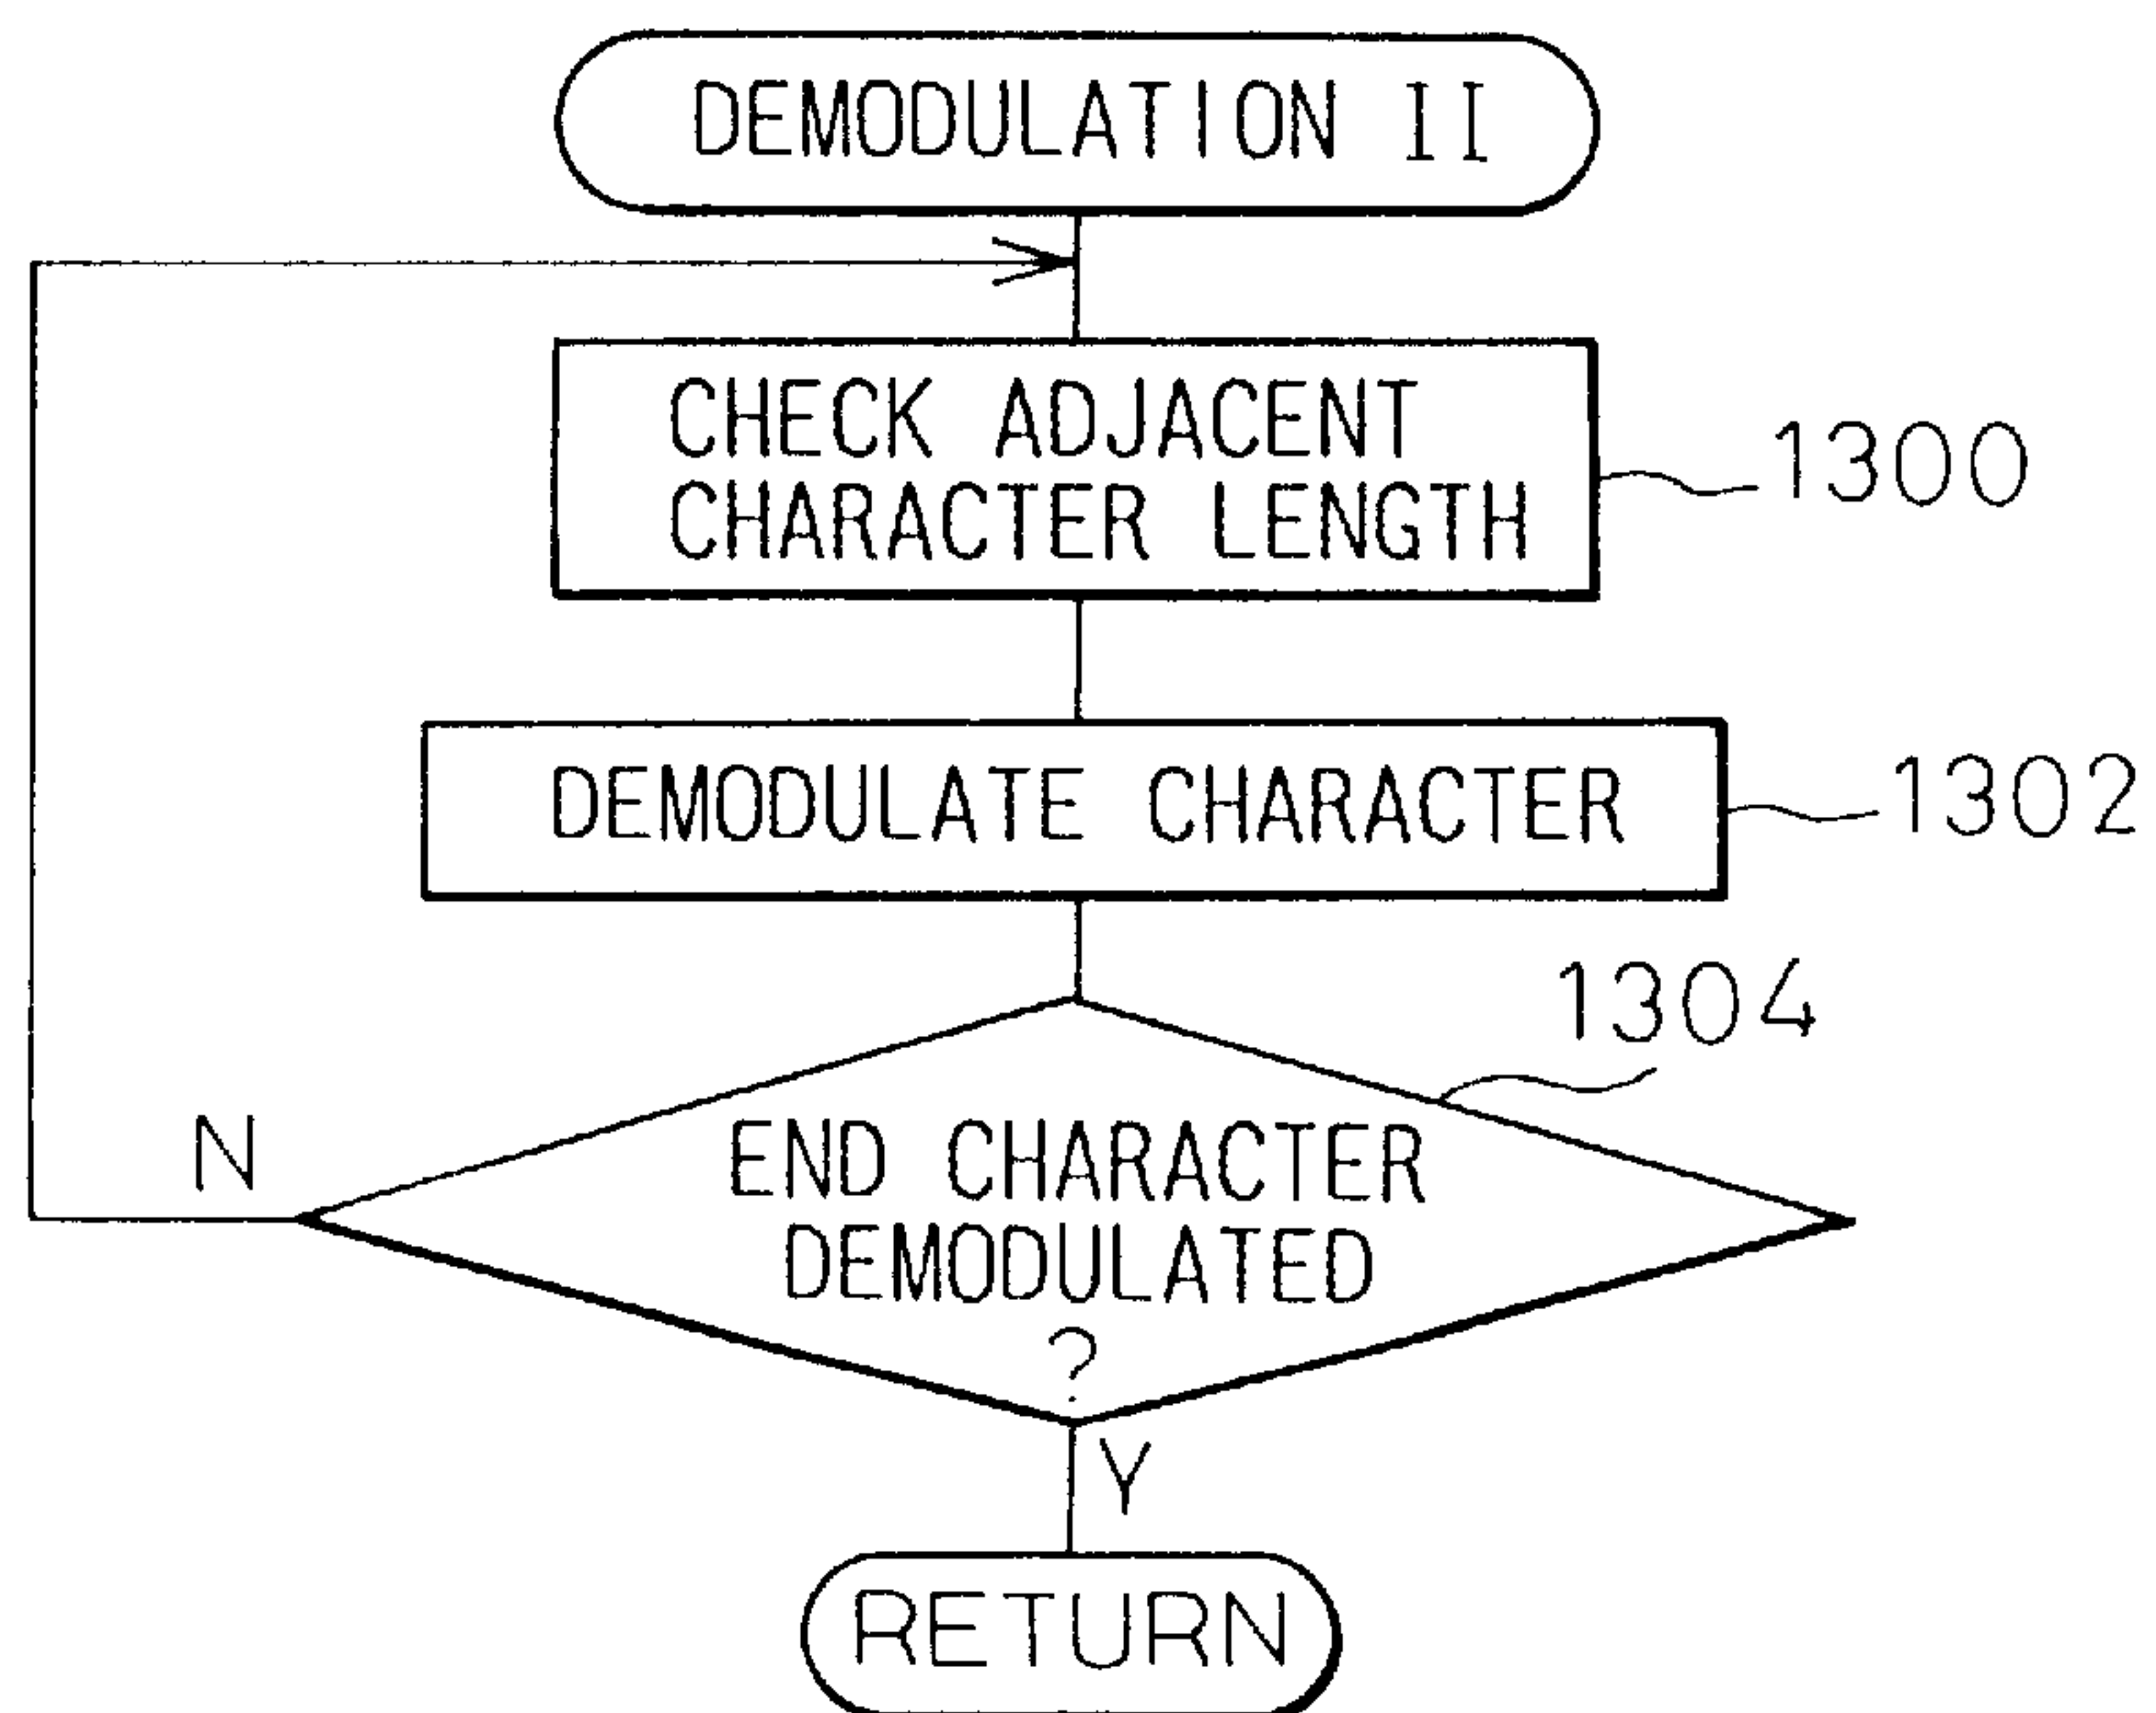 DEMODULATION II
CHECK ADJACENT
CHARACTER LENGTH
1300
DEMODULATE CHARACTER
1302
1304
N
END CHARACTER
DEMODULATED
?
Y
RETURN